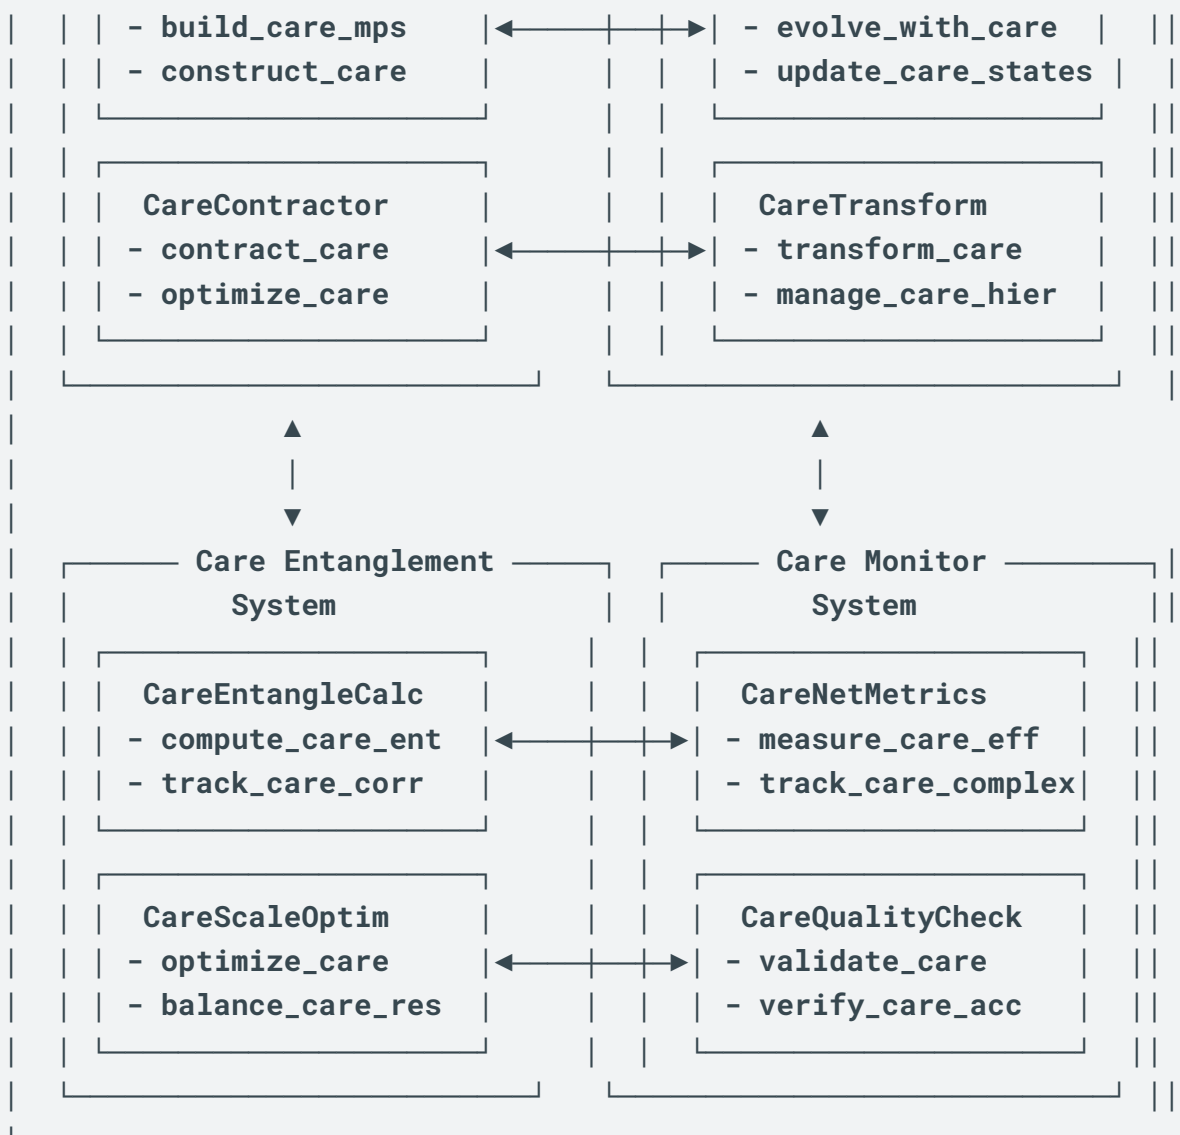 - build_care_mps - evolve_with_care
- construct_care - update_care_states
CareContractor CareTransform
- contract_care - transform_care
- optimize_care - manage_care_hier
Care Entanglement Care Monitor
System System
CareEntangleCalc CareNetMetrics
- compute_care_ent - measure_care_eff
- track_care_corr - track_care_complex
CareScaleOptim CareQualityCheck
- optimize_care - validate_care
- balance_care_res - verify_care_acc